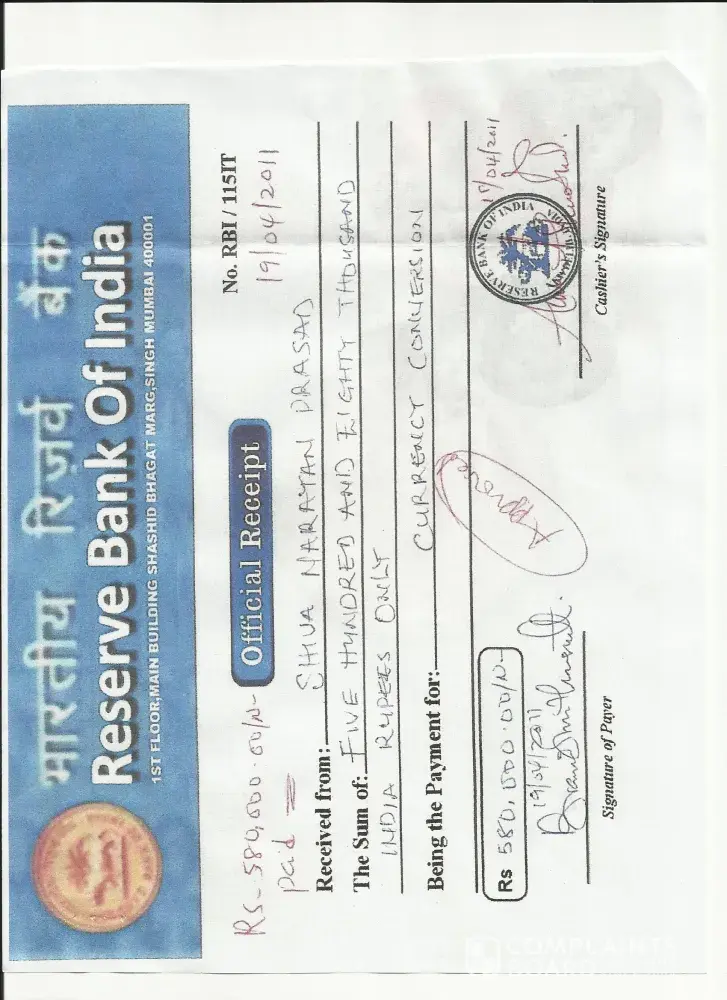 भारतीय रिज़र्व बैंक
Reserve Bank Of India
1ST FLOOR,MAIN BUILDING SHASHID BHAGAT MARG,SINGH MUMBAI 400001
Official Receipt
No. RBI / 115IT
Rs - 580,000.00/N-
paid
19/04/2011
Received from: SHIVA NARAYAN PRASAD
The Sum of: FIVE HUNDRED AND EIGHTY THOUSAND
INDIA RUPEES ONLY
Being the Payment for: CURRENCY CONVERSION
Rs 580,000.00/N-
Approved
RESERVE BANK OF INDIA
19/04/2011
19/04/2011
Signature of Payer
Cashier's Signature
COMPLAINTS
BOARD